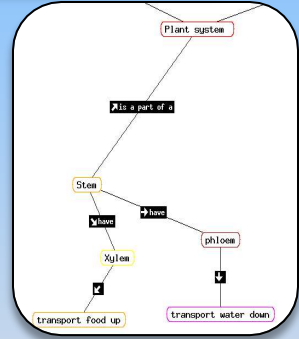 Plant system
is a part of a
Stem
have
have
phloem
Xylem
transport food up
transport water down